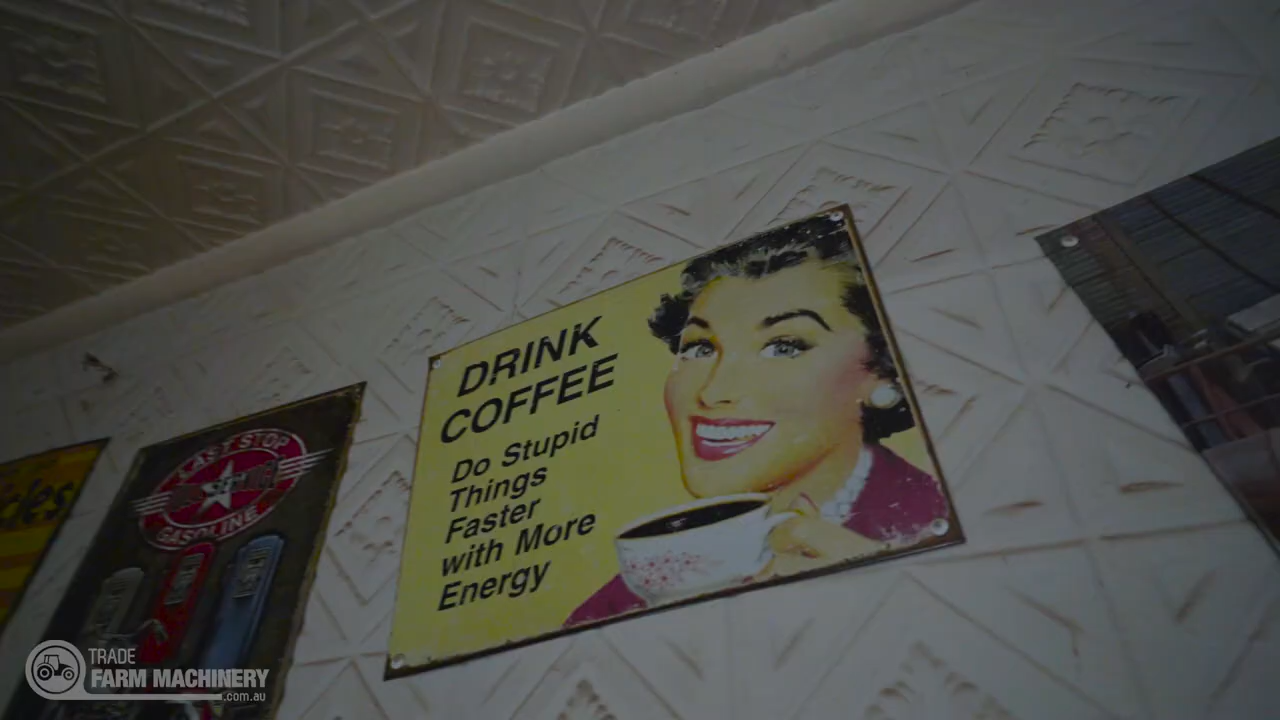 DRINK
COFFEE
Do Stupid
Things
Faster
with More
Energy
LAST STOP
GASOLINE
TRADE
FARM MACHINERY
.com.au